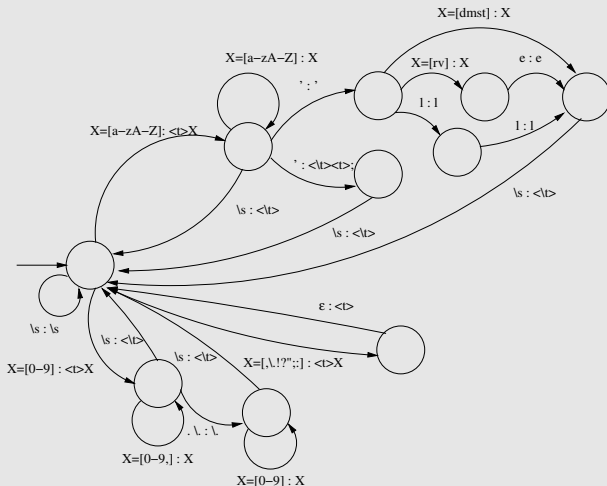 X=[dmst] : X
X=[a−zA−Z] : X
X=[rv] : X
e : e
' : '
l : l
X=[a−zA−Z]: <t>X
l : l
' : <\t><t>;
\s : <\t>
\s : <\t>
\s : <\t>
ε : <t>
\s : \s
\s : <\t>
\s : <\t>
X=[0−9] : <t>X
X=[,\.!?";:] : <t>X
. \. : \.
X=[0−9,] : X
X=[0−9] : X